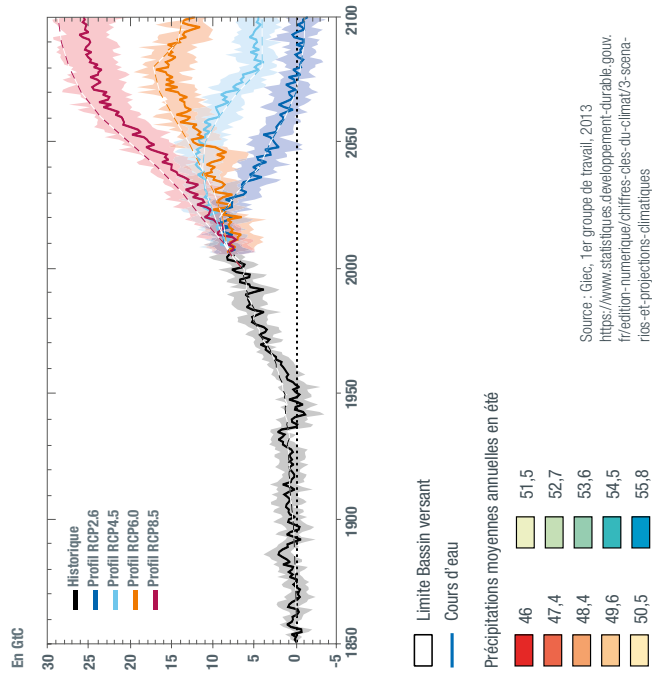 En GtC
30
25
20
15
10
5
0
-5
1850
1900
1950
2000
2050
2100
Historique
Profil RCP2.6
Profil RCP4.5
Profil RCP6.0
Profil RCP8.5
Limite Bassin versant
Cours d'eau
Précipitations moyennes annuelles en été
46
47,4
48,4
49,6
50,5
51,5
52,7
53,6
54,5
55,8
Source : Giec, 1er groupe de travail, 2013
https://www.statistiques.developpement-durable.gouv.
fr/edition-numerique/chiffres-cles-du-climat/3-scena-
rios-et-projections-climatiques